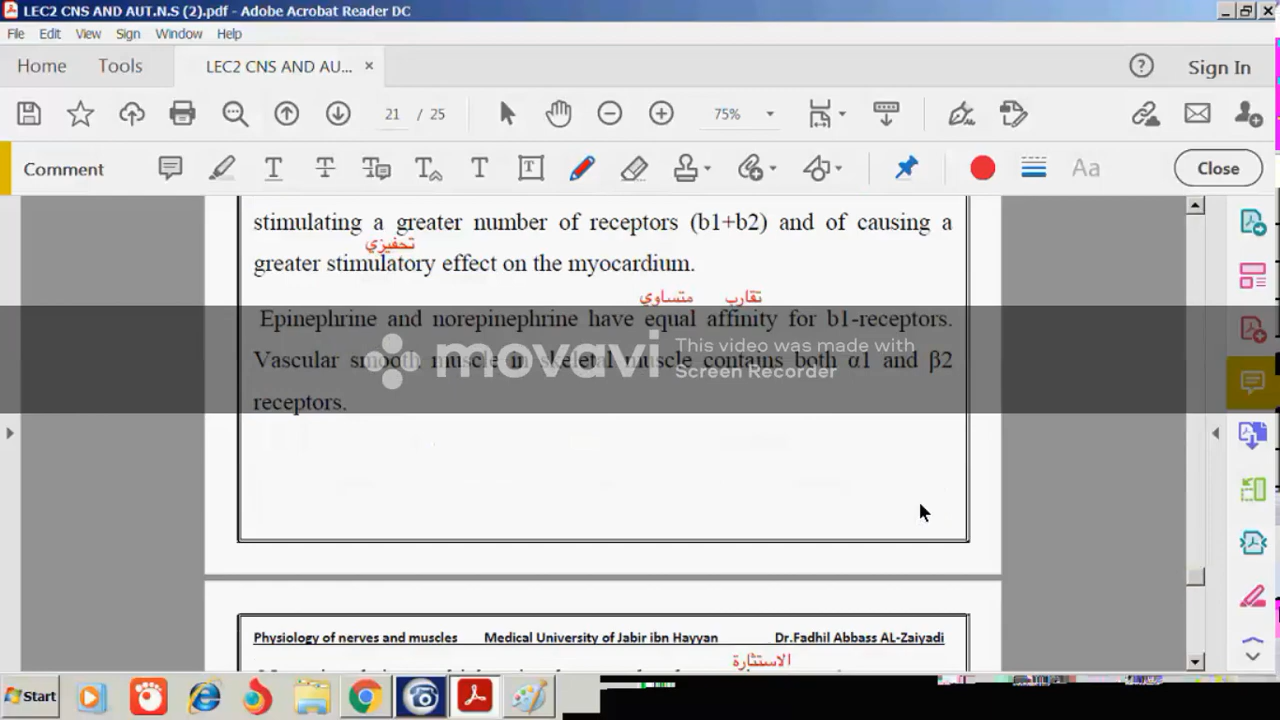 LEC2 CNS AND AUT.N.S (2).pdf - Adobe Acrobat Reader DC
File Edit View Sign Window Help
Home Tools LEC2 CNS AND AU... × Sign In
21 / 25 75%
Comment Aa Close
stimulating a greater number of receptors (b1+b2) and of causing a
تحفيزي
greater stimulatory effect on the myocardium.
تقارب متساوي
Epinephrine and norepinephrine have equal affinity for b1-receptors.
Vascular smooth muscle in skeletal muscle contains both α1 and β2
receptors.
movavi
This video was made with
Screen Recorder
Physiology of nerves and muscles Medical University of Jabir ibn Hayyan Dr.Fadhil Abbass AL-Zaiyadi
الاستثارة
Start